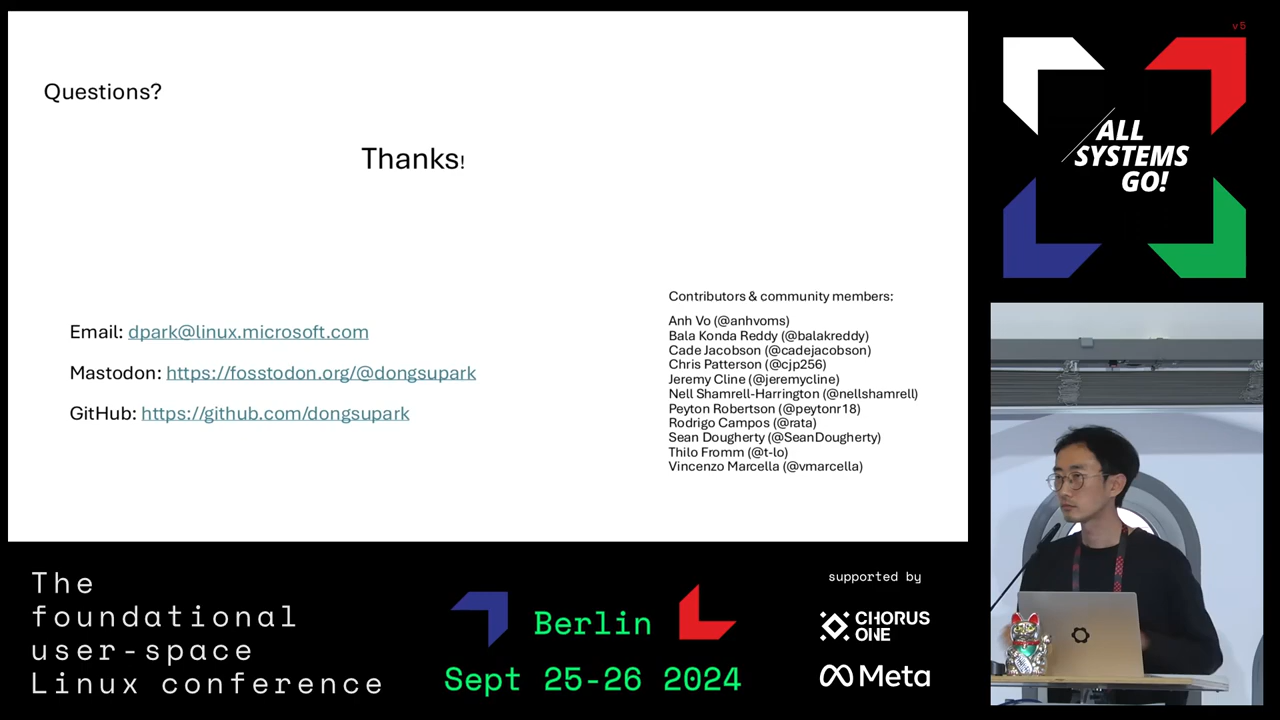 Questions?
Thanks!
Email: dpark@linux.microsoft.com
Mastodon: https://fosstodon.org/@dongsupark
GitHub: https://github.com/dongsupark
Contributors & community members:
Anh Vo (@anhvoms)
Bala Konda Reddy (@balakreddy)
Cade Jacobson (@cadejacobson)
Chris Patterson (@cjp256)
Jeremy Cline (@jeremycline)
Nell Shamrell-Harrington (@nellshamrell)
Peyton Robertson (@peytonr18)
Rodrigo Campos (@rata)
Sean Dougherty (@SeanDougherty)
Thilo Fromm (@t-lo)
Vincenzo Marcella (@vmarcella)
v5
ALL
SYSTEMS
GO!
The
foundational
user-space
Linux conference
Berlin
Sept 25-26 2024
supported by
CHORUS
ONE
Meta